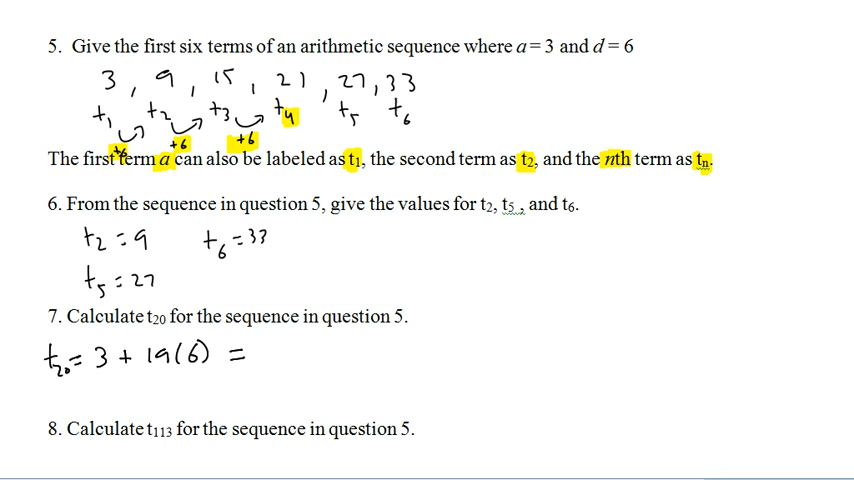 5. Give the first six terms of an arithmetic sequence where a = 3 and d = 6
3 , 9 , 15 , 21 , 27 , 33
t1 t2 t3 t4 t5 t6
+6 +6 +6
The first term a can also be labeled as t1, the second term as t2, and the nth term as tn.
6. From the sequence in question 5, give the values for t2, t5 , and t6.
t2 = 9 t6 = 33
t5 = 27
7. Calculate t20 for the sequence in question 5.
t20 = 3 + 19(6) =
8. Calculate t113 for the sequence in question 5.